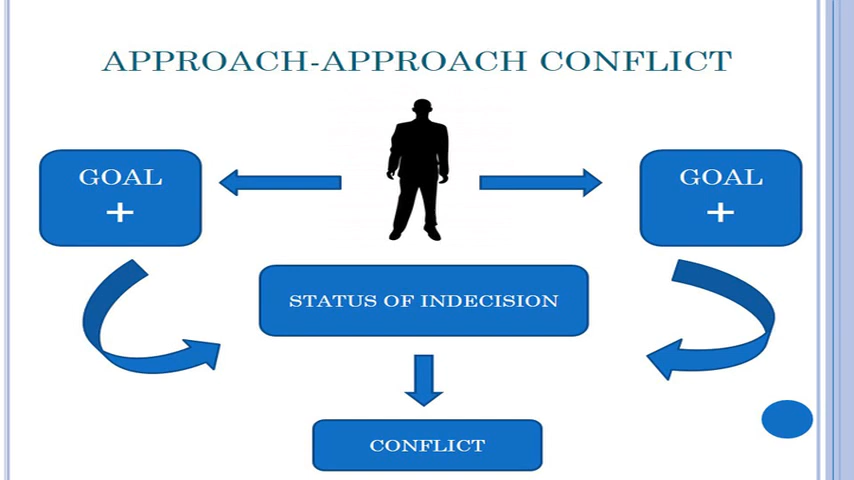 APPROACH-APPROACH CONFLICT
GOAL
+
GOAL
+
STATUS OF INDECISION
CONFLICT